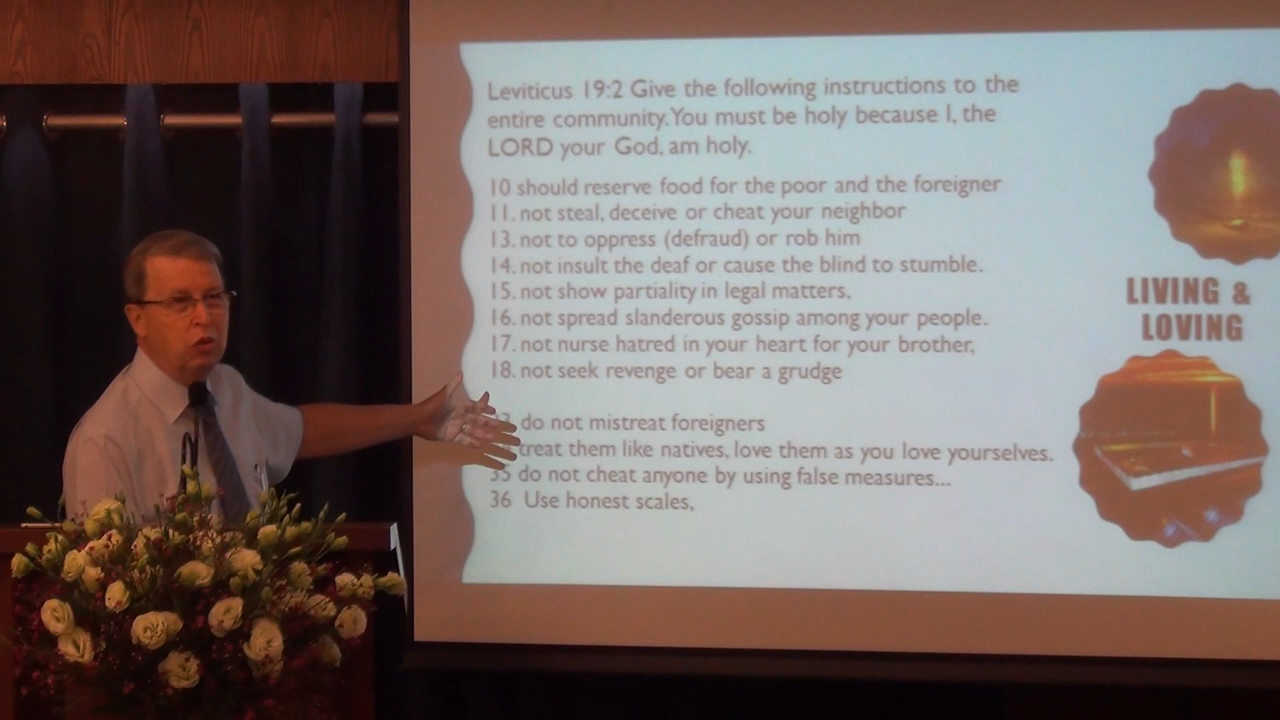 Leviticus 19:2 Give the following instructions to the
entire community. You must be holy because I, the
LORD your God, am holy.
10 should reserve food for the poor and the foreigner
11. not steal, deceive or cheat your neighbor
13. not to oppress (defraud) or rob him
14. not insult the deaf or cause the blind to stumble.
15. not show partiality in legal matters,
16. not spread slanderous gossip among your people.
17. not nurse hatred in your heart for your brother,
18. not seek revenge or bear a grudge
do not mistreat foreigners
treat them like natives, love them as you love yourselves.
35 do not cheat anyone by using false measures...
36 Use honest scales,
LIVING &
LOVING